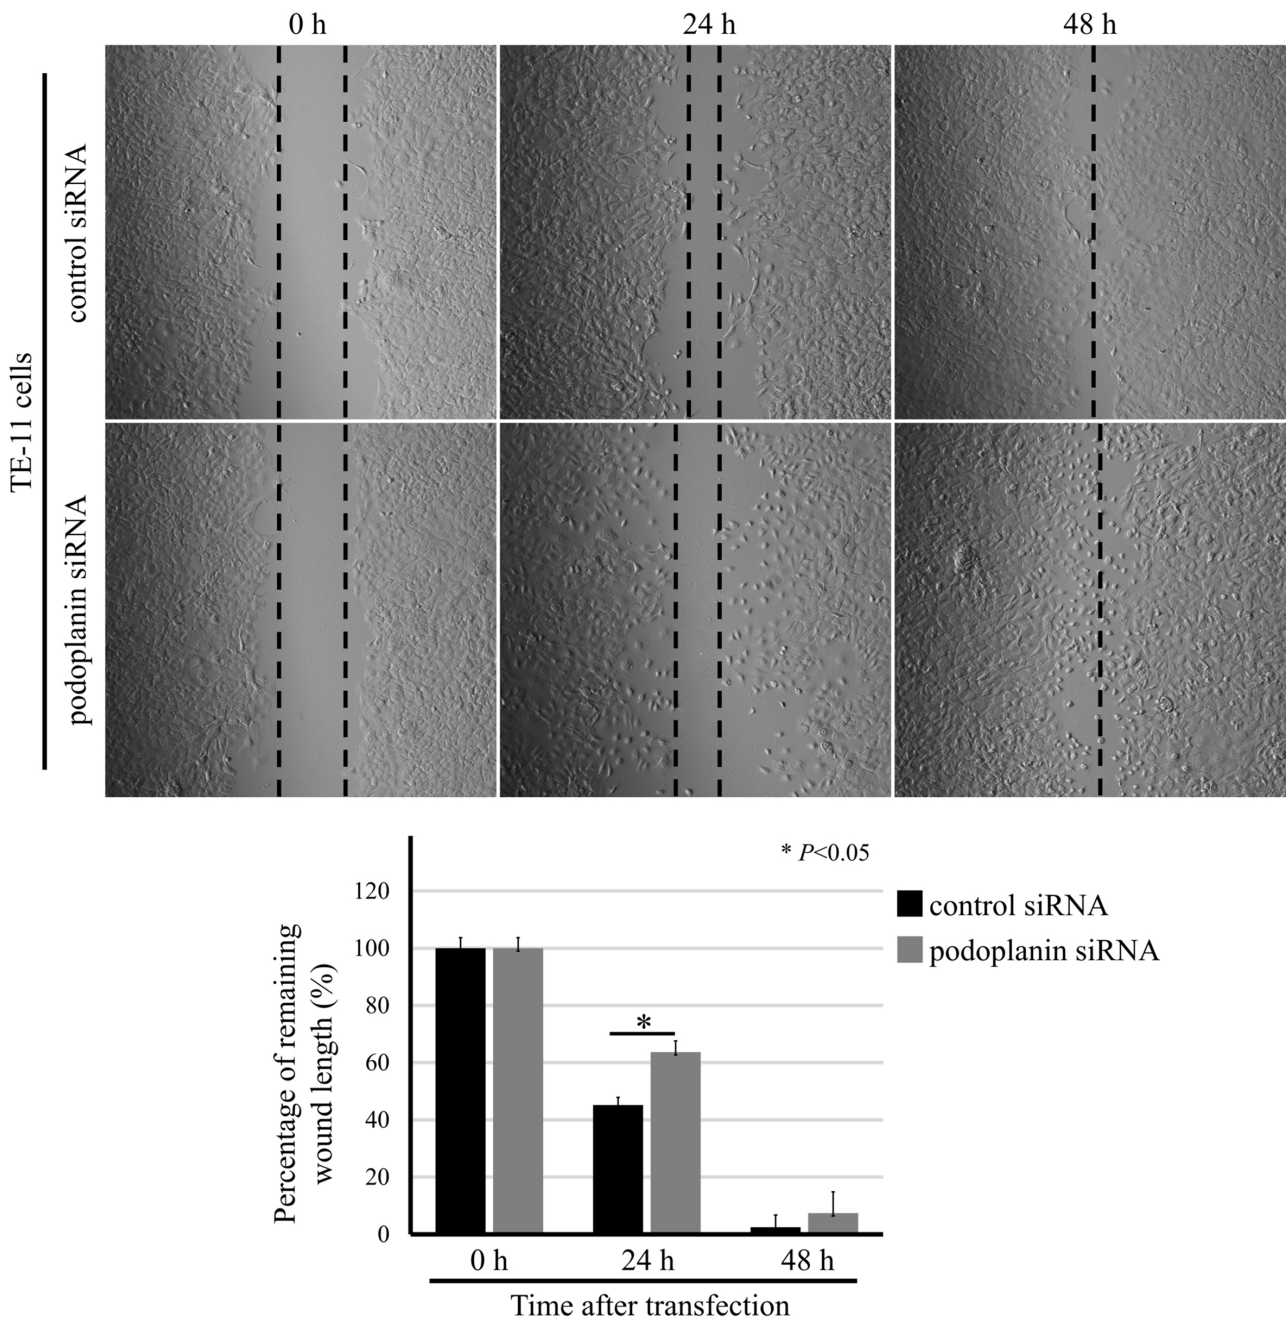 0 h
24 h
48 h
TE-11 cells
control siRNA
podoplanin siRNA
* P<0.05
control siRNA
podoplanin siRNA
Percentage of remaining
wound length (%)
120
100
80
60
40
20
0
*
0 h
24 h
48 h
Time after transfection